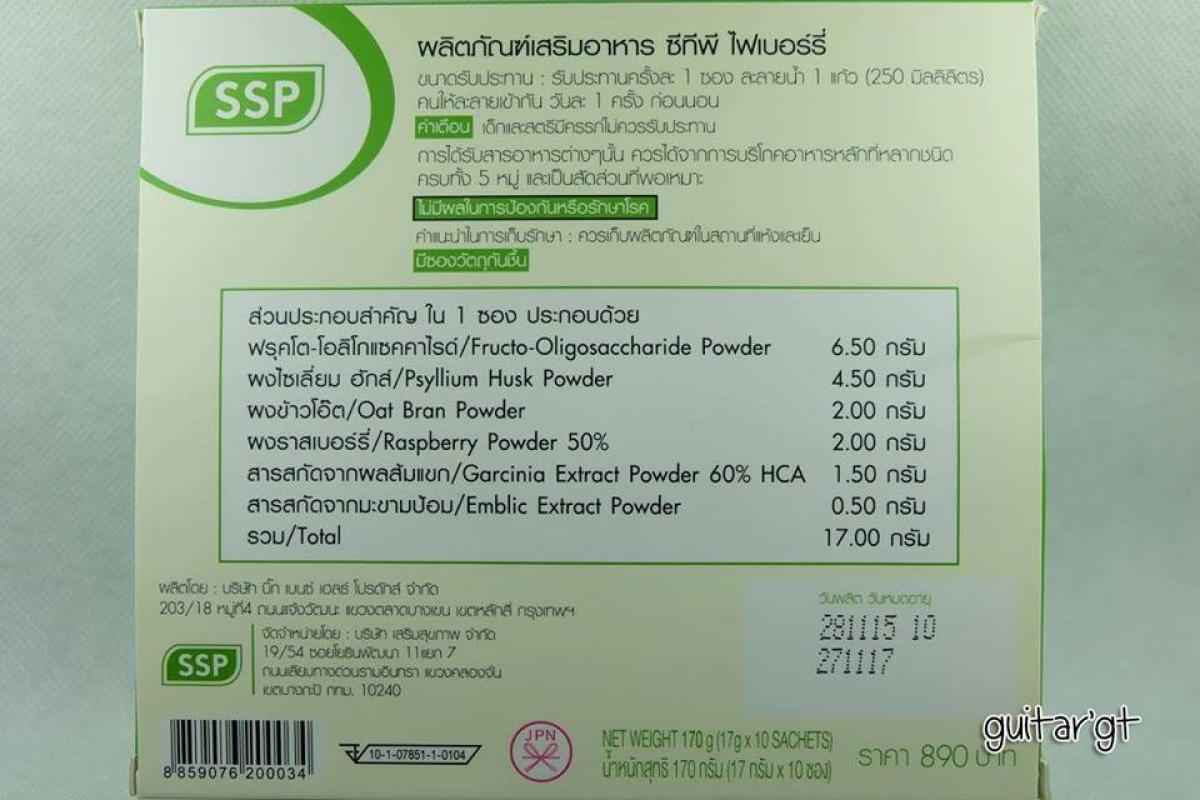 SSP
ผลิตภัณฑ์เสริมอาหาร ซีทีพี ไฟเบอร์รี่
ขนาดรับประทาน : รับประทานครั้งละ 1 ซอง ละลายน้ำ 1 แก้ว (250 มิลลิลิตร)
คนให้ละลายเข้ากัน วันละ 1 ครั้ง ก่อนนอน
คำเตือน เด็กและสตรีมีครรภ์ไม่ควรรับประทาน
การได้รับสารอาหารต่างๆนั้น ควรได้จากการบริโภคอาหารหลักที่หลากชนิด
ครบทั้ง 5 หมู่ และเป็นสัดส่วนที่พอเหมาะ
ไม่มีผลในการป้องกันหรือรักษาโรค
คำแนะนำในการเก็บรักษา : ควรเก็บผลิตภัณฑ์ในสถานที่แห้งและเย็น
มีซองวัตถุกันชื้น
ส่วนประกอบสำคัญ ใน 1 ซอง ประกอบด้วย
ฟรุคโต-โอลิโกแซคคาไรด์/Fructo-Oligosaccharide Powder 6.50 กรัม
ผงไซเลี่ยม ฮักส์/Psyllium Husk Powder 4.50 กรัม
ผงข้าวโอ๊ต/Oat Bran Powder 2.00 กรัม
ผงราสเบอร์รี่/Raspberry Powder 50% 2.00 กรัม
สารสกัดจากผลส้มแขก/Garcinia Extract Powder 60% HCA 1.50 กรัม
สารสกัดจากมะขามป้อม/Emblic Extract Powder 0.50 กรัม
รวม/Total 17.00 กรัม
ผลิตโดย : บริษัท บิ๊ก เบนซ์ เฮลธ์ โปรดักส์ จำกัด
203/18 หมู่ที่4 ถนนแจ้งวัฒนะ แขวงตลาดบางเขน เขตหลักสี่ กรุงเทพฯ
SSP
จัดจำหน่ายโดย : บริษัท เสริมสุขภาพ จำกัด
19/54 ซอยโยธินพัฒนา 11แยก 7
ถนนเลียบทางด่วนรามอินทรา แขวงคลองจั่น
เขตบางกะปิ กทม. 10240
วันผลิต วันหมดอายุ
281115 10
271117
8 859076 200034
10-1-07851-1-0104
JPN
NET WEIGHT 170 g (17g x 10 SACHETS)
น้ำหนักสุทธิ 170 กรัม (17 กรัม x 10 ซอง)
ราคา 890 บาท
guitar'gt